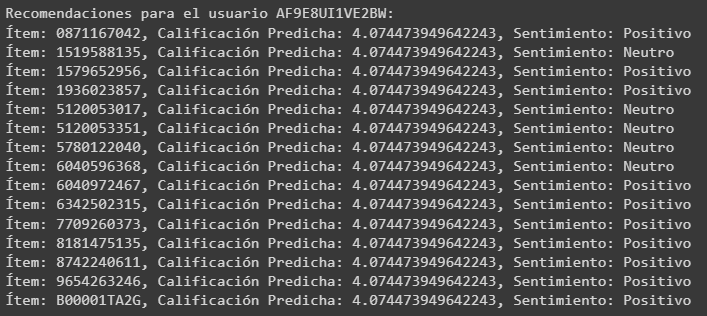 Recomendaciones para el usuario AF9E8UI1VE2BW:
Ítem: 0871167042, Calificación Predicha: 4.074473949642243, Sentimiento: Positivo
Ítem: 1519588135, Calificación Predicha: 4.074473949642243, Sentimiento: Neutro
Ítem: 1579652956, Calificación Predicha: 4.074473949642243, Sentimiento: Positivo
Ítem: 1936023857, Calificación Predicha: 4.074473949642243, Sentimiento: Positivo
Ítem: 5120053017, Calificación Predicha: 4.074473949642243, Sentimiento: Neutro
Ítem: 5120053351, Calificación Predicha: 4.074473949642243, Sentimiento: Neutro
Ítem: 5780122040, Calificación Predicha: 4.074473949642243, Sentimiento: Neutro
Ítem: 6040596368, Calificación Predicha: 4.074473949642243, Sentimiento: Neutro
Ítem: 6040972467, Calificación Predicha: 4.074473949642243, Sentimiento: Positivo
Ítem: 6342502315, Calificación Predicha: 4.074473949642243, Sentimiento: Positivo
Ítem: 7709260373, Calificación Predicha: 4.074473949642243, Sentimiento: Positivo
Ítem: 8181475135, Calificación Predicha: 4.074473949642243, Sentimiento: Positivo
Ítem: 8742240611, Calificación Predicha: 4.074473949642243, Sentimiento: Positivo
Ítem: 9654263246, Calificación Predicha: 4.074473949642243, Sentimiento: Positivo
Ítem: B00001TA2G, Calificación Predicha: 4.074473949642243, Sentimiento: Positivo